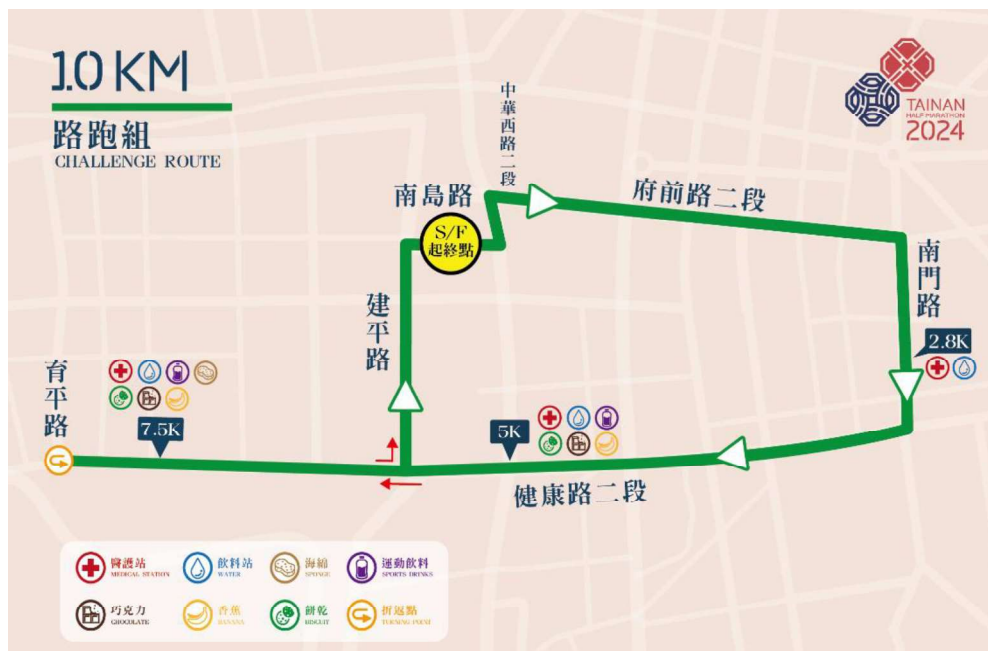 10 KM
路跑組
CHALLENGE ROUTE
TAINAN
HALF MARATHON
2024
中華西路二段
南島路
府前路二段
S/F
起終點
南門路
建平路
2.8K
育平路
7.5K
5K
健康路二段
醫護站
MEDICAL STATION
飲料站
WATER
海綿
SPONGE
運動飲料
SPORTS DRINKS
巧克力
CHOCOLATE
香蕉
BANANA
餅乾
BISCUIT
折返點
TURNING POINT